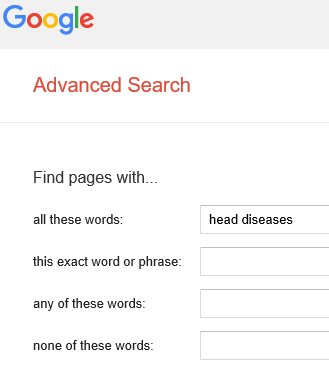 Google
Advanced Search
Find pages with...
all these words: head diseases
this exact word or phrase:
any of these words:
none of these words: